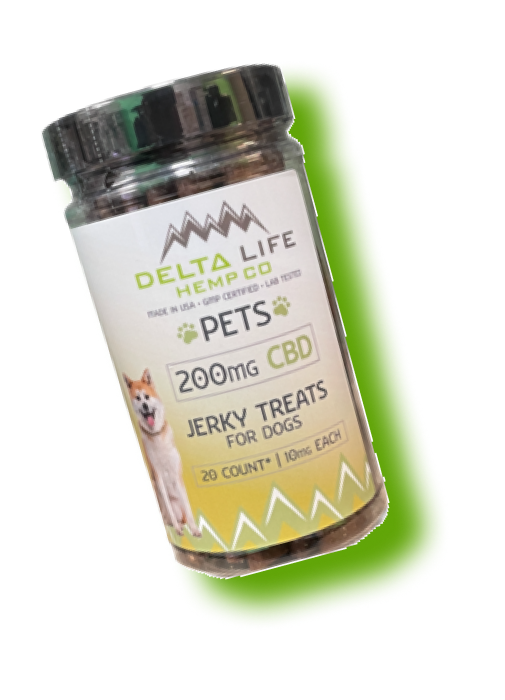 DELTA LIFE
HEMP CO
MADE IN USA • GMP CERTIFIED • LAB TESTED
PETS
200MG CBD
JERKY TREATS
FOR DOGS
20 COUNT* | 10MG EACH